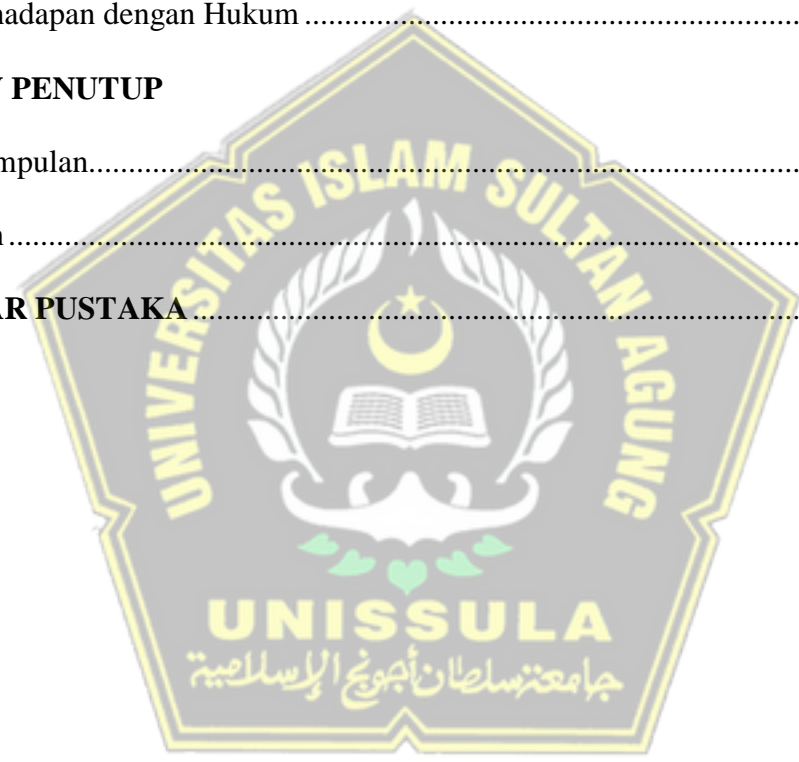 hadapan dengan Hukum
PENUTUP
mpulan
AR PUSTAKA
UNIVERSITAS ISLAM SULTAN AGUNG
UNISSULA
جامعة سلطان أجونج الإسلامية